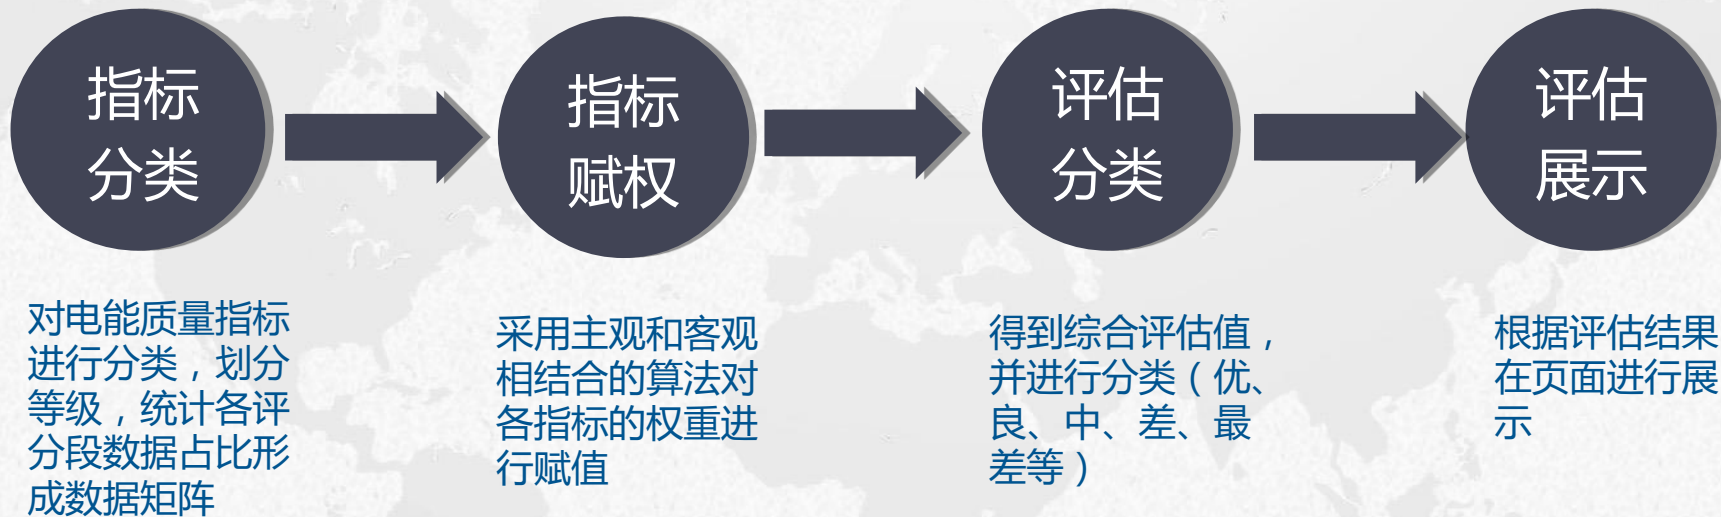 指标
分类
指标
赋权
评估
分类
评估
展示
对电能质量指标
进行分类，划分
等级，统计各评
分段数据占比形
成数据矩阵
采用主观和客观
相结合的算法对
各指标的权重进
行赋值
得到综合评估值，
并进行分类（优、
良、中、差、最
差等）
根据评估结果
在页面进行展
示